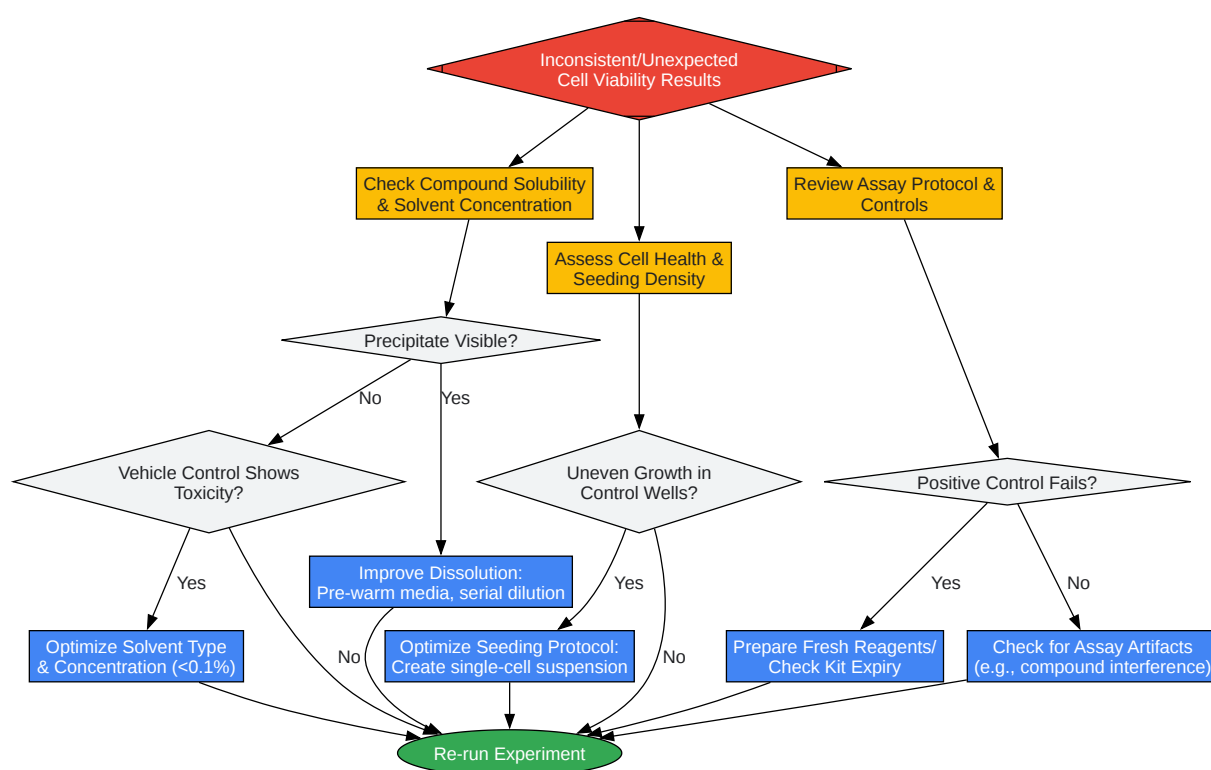 Inconsistent/Unexpected
Cell Viability Results
Check Compound Solubility
& Solvent Concentration
Review Assay Protocol &
Controls
Assess Cell Health &
Seeding Density
Precipitate Visible?
No
Yes
Vehicle Control Shows
Toxicity?
Uneven Growth in
Control Wells?
Positive Control Fails?
Yes
Improve Dissolution:
Pre-warm media, serial dilution
Yes
Yes
No
Optimize Solvent Type
& Concentration (<0.1%)
No
Optimize Seeding Protocol:
Create single-cell suspension
No
Prepare Fresh Reagents/
Check Kit Expiry
Check for Assay Artifacts
(e.g., compound interference)
Re-run Experiment